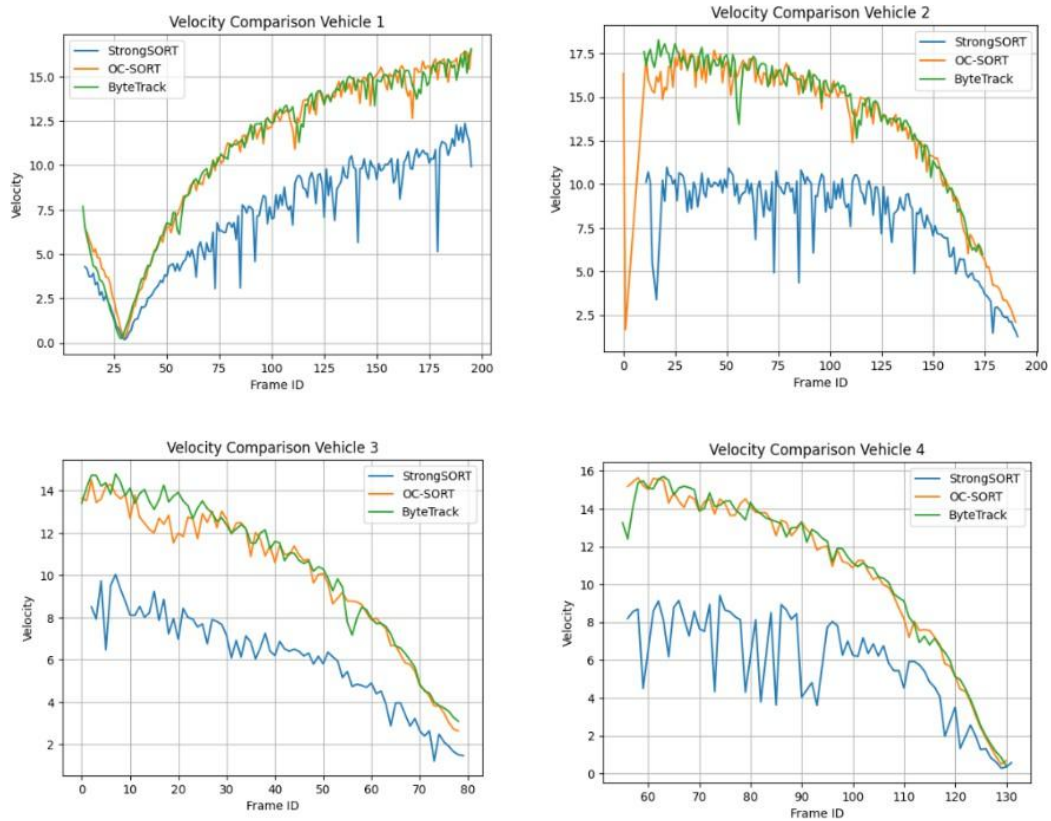 Velocity Comparison Vehicle 1
StrongSORT
OC-SORT
ByteTrack
15.0
12.5
10.0
7.5
5.0
2.5
0.0
Velocity
25 50 75 100 125 150 175 200
Frame ID
Velocity Comparison Vehicle 2
StrongSORT
OC-SORT
ByteTrack
17.5
15.0
12.5
10.0
7.5
5.0
2.5
Velocity
0 25 50 75 100 125 150 175 200
Frame ID
Velocity Comparison Vehicle 3
StrongSORT
OC-SORT
ByteTrack
14
12
10
8
6
4
2
Velocity
0 10 20 30 40 50 60 70 80
Frame ID
Velocity Comparison Vehicle 4
StrongSORT
OC-SORT
ByteTrack
16
14
12
10
8
6
4
2
0
Velocity
60 70 80 90 100 110 120 130
Frame ID